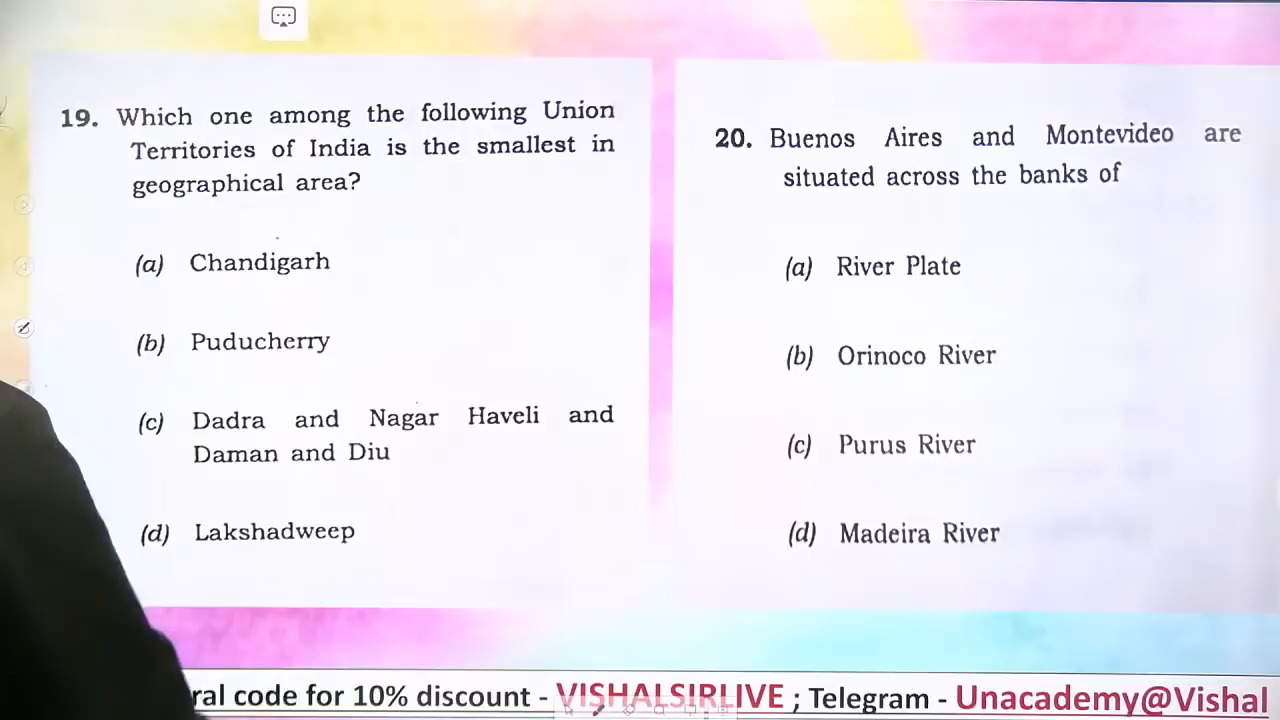 19. Which one among the following Union
Territories of India is the smallest in
geographical area?
(a) Chandigarh
(b) Puducherry
(c) Dadra and Nagar Haveli and
Daman and Diu
(d) Lakshadweep
20. Buenos Aires and Montevideo are
situated across the banks of
(a) River Plate
(b) Orinoco River
(c) Purus River
(d) Madeira River
ral code for 10% discount - VISHALSIRLIVE ; Telegram - Unacademy@Vishal